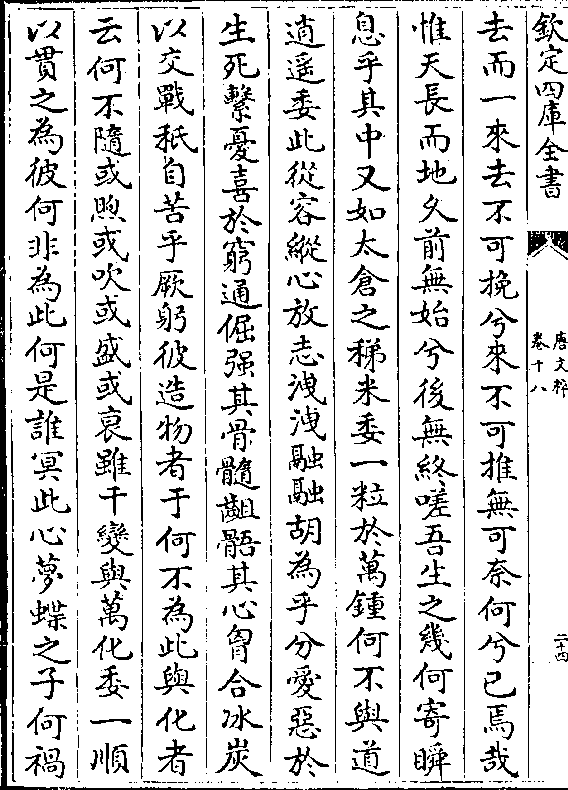 欽定四庫全書
唐文粹
卷十八
二十四
去而一來去不可挽兮來不可推無可奈何兮已焉哉
惟天長而地久前無始兮後無終嗟吾生之幾何寄瞬
息乎其中又如太倉之稊米委一粒於萬鍾何不與道
逍遥委此從容縱心放志洩洩融融胡為乎分愛惡於
生死繫憂喜於窮通倔强其骨髓齟齬其心胷合冰炭
以交戰秖自苦乎厥躬彼造物者于何不為此與化者
云何不隨或煦或吹或盛或衰雖千變與萬化委一順
以貫之為彼何非為此何是誰冥此心夢蝶之子何禍